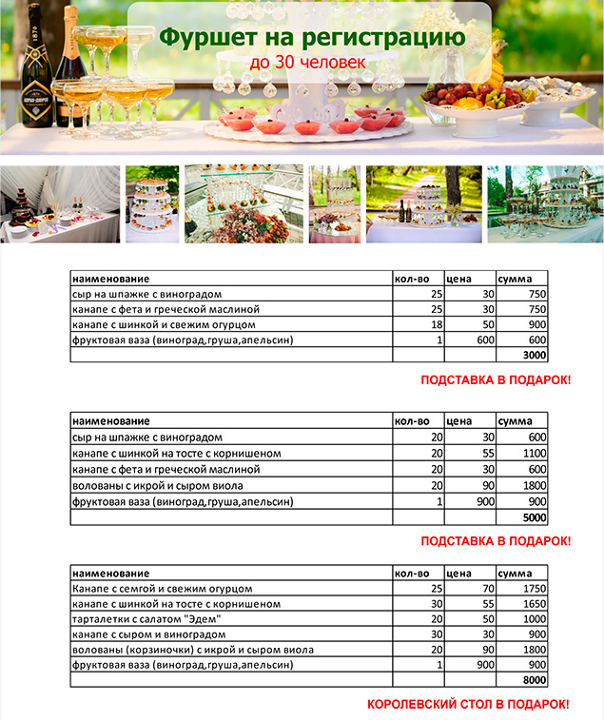 Фуршет на регистрацию
до 30 человек
наименование кол-во цена сумма
сыр на шпажке с виноградом 25 30 750
канапе с фета и греческой маслиной 25 30 750
канапе с шинкой и свежим огурцом 18 50 900
фруктовая ваза (виноград,груша,апельсин) 1 600 600
3000
ПОДСТАВКА В ПОДАРОК!
наименование кол-во цена сумма
сыр на шпажке с виноградом 20 30 600
канапе с шинкой на тосте с корнишеном 20 55 1100
канапе с фета и греческой маслиной 20 30 600
волованы с икрой и сыром виола 20 90 1800
фруктовая ваза (виноград,груша,апельсин) 1 900 900
5000
ПОДСТАВКА В ПОДАРОК!
наименование кол-во цена сумма
Канапе с семгой и свежим огурцом 25 70 1750
канапе с шинкой на тосте с корнишеном 30 55 1650
тарталетки с салатом "Эдем" 20 50 1000
канапе с сыром и виноградом 30 30 900
волованы (корзиночки) с икрой и сыром виола 20 90 1800
фруктовая ваза (виноград,груша,апельсин) 1 900 900
8000
КОРОЛЕВСКИЙ СТОЛ В ПОДАРОК!